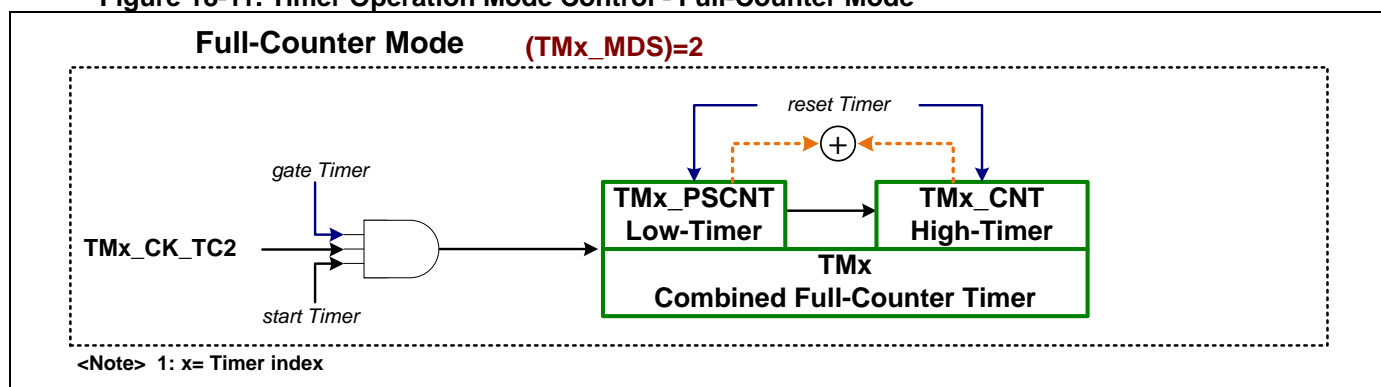 Figure 16-11: Timer Operation Mode Control - Full-Counter Mode
Full-Counter Mode (TMx_MDS)=2
reset Timer
+
gate Timer
TMx_PSCNT
Low-Timer
TMx_CNT
High-Timer
TMx_CK_TC2
TMx
Combined Full-Counter Timer
start Timer
<Note> 1: x= Timer index